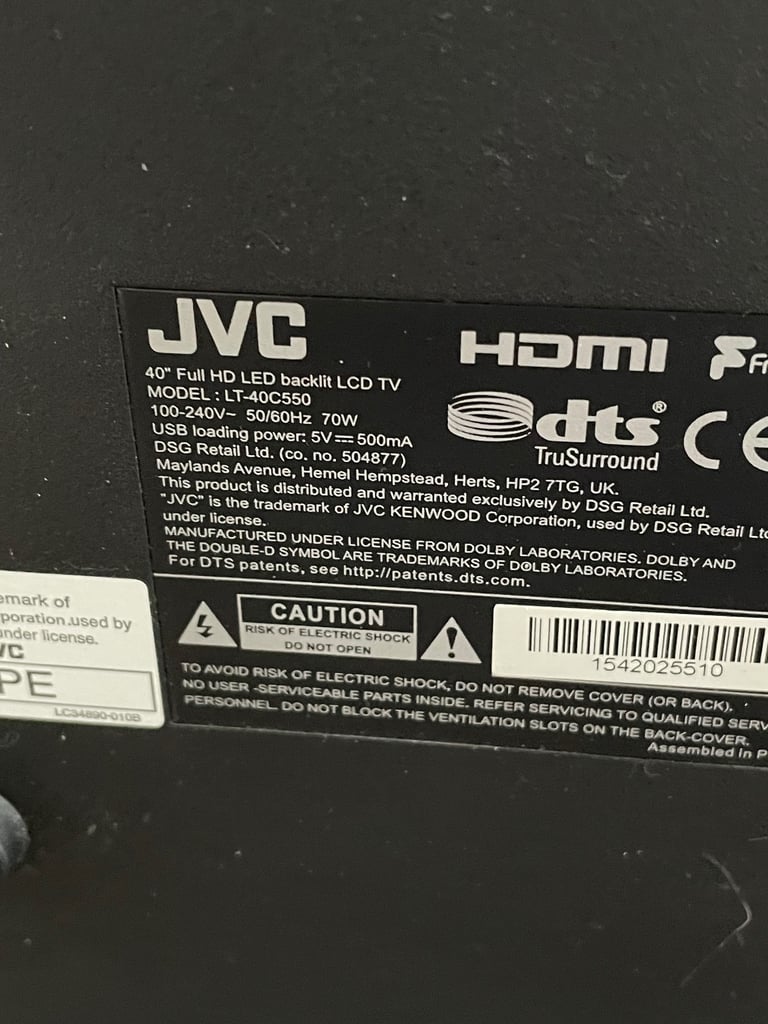 JVC
HDMI
dts®
TruSurround
CE
40" Full HD LED backlit LCD TV
MODEL : LT-40C550
100-240V~ 50/60Hz 70W
USB loading power: 5V⎓500mA
DSG Retail Ltd. (co. no. 504877)
Maylands Avenue, Hemel Hempstead, Herts, HP2 7TG, UK.
This product is distributed and warranted exclusively by DSG Retail Ltd.
"JVC" is the trademark of JVC KENWOOD Corporation, used by DSG Retail
under license.
MANUFACTURED UNDER LICENSE FROM DOLBY LABORATORIES. DOLBY AND
THE DOUBLE-D SYMBOL ARE TRADEMARKS OF DOLBY LABORATORIES.
For DTS patents, see http://patents.dts.com.
CAUTION
RISK OF ELECTRIC SHOCK
DO NOT OPEN
1542025510
TO AVOID RISK OF ELECTRIC SHOCK, DO NOT REMOVE COVER (OR BACK).
NO USER -SERVICEABLE PARTS INSIDE. REFER SERVICING TO QUALIFIED
PERSONNEL. DO NOT BLOCK THE VENTILATION SLOTS ON THE BACK-COVER.
Assembled in
of
used by
under license.
LC34890-010B